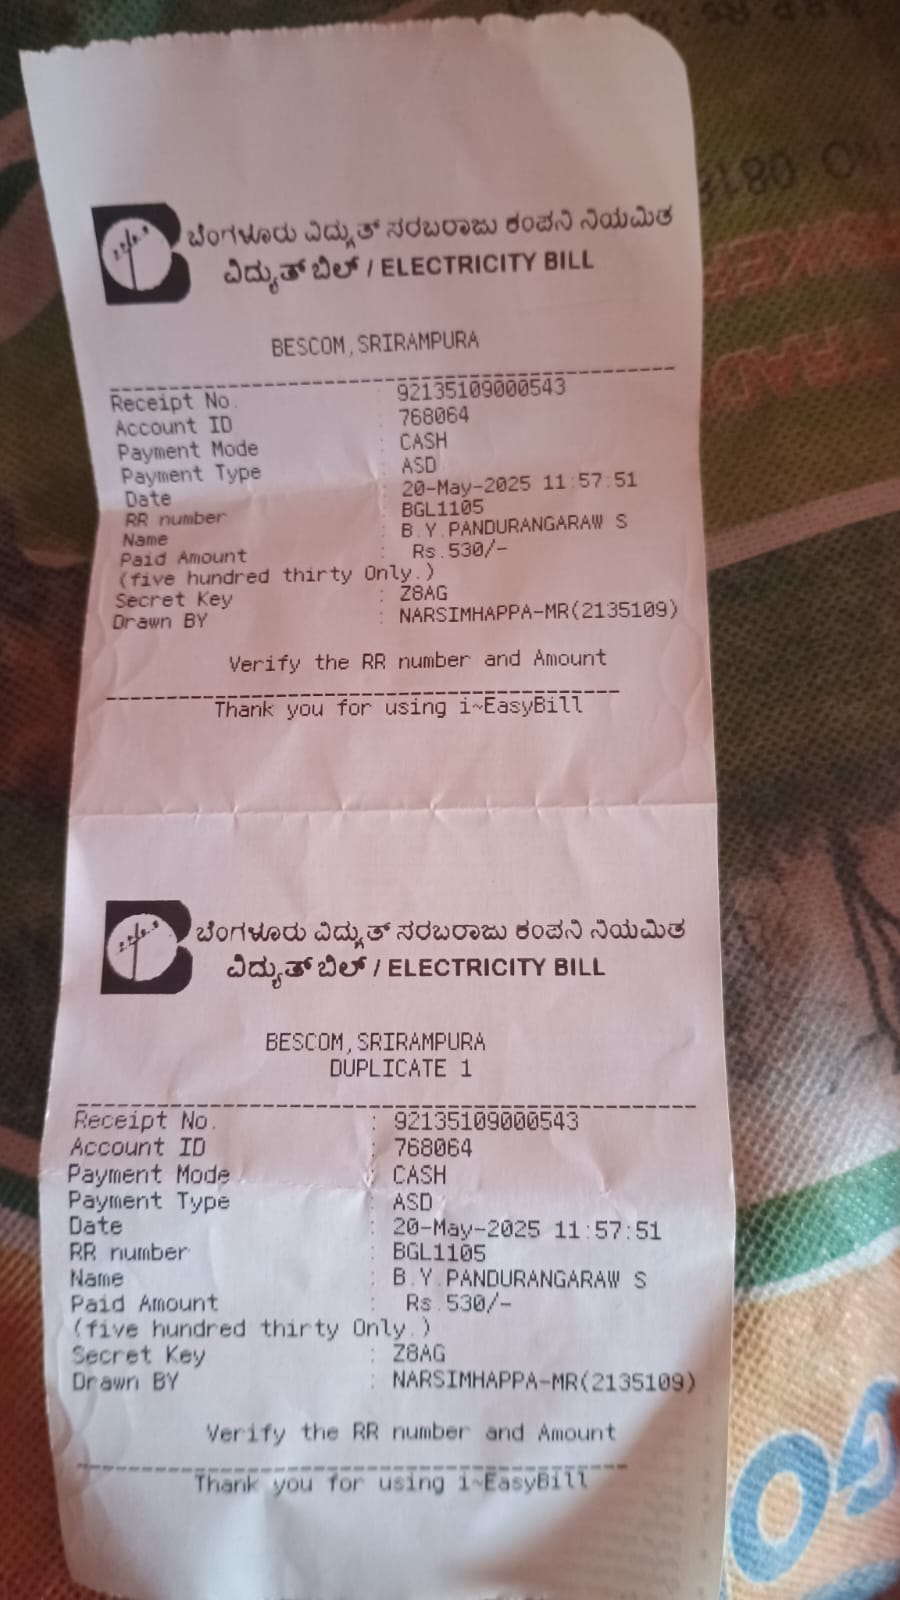 ಬೆಂಗಳೂರು ವಿದ್ಯುತ್ ಸರಬರಾಜು ಕಂಪನಿ ನಿಯಮಿತ
ವಿದ್ಯುತ್ ಬಿಲ್ / ELECTRICITY BILL
BESCOM,SRIRAMPURA
Receipt No. : 92135109000543
Account ID : 768064
Payment Mode : CASH
Payment Type : ASD
Date : 20-May-2025 11:57:51
RR number : BGL1105
Name : B.Y.PANDURANGARAW S
Paid Amount : Rs.530/-
(five hundred thirty Only.)
Secret Key : Z8AG
Drawn BY : NARSIMHAPPA-MR(2135109)
Verify the RR number and Amount
Thank you for using i~EasyBill
ಬೆಂಗಳೂರು ವಿದ್ಯುತ್ ಸರಬರಾಜು ಕಂಪನಿ ನಿಯಮಿತ
ವಿದ್ಯುತ್ ಬಿಲ್ / ELECTRICITY BILL
BESCOM,SRIRAMPURA
DUPLICATE 1
Receipt No. : 92135109000543
Account ID : 768064
Payment Mode : CASH
Payment Type : ASD
Date : 20-May-2025 11:57:51
RR number : BGL1105
Name : B.Y.PANDURANGARAW S
Paid Amount : Rs.530/-
(five hundred thirty Only.)
Secret Key : Z8AG
Drawn BY : NARSIMHAPPA-MR(2135109)
Verify the RR number and Amount
Thank you for using i~EasyBill